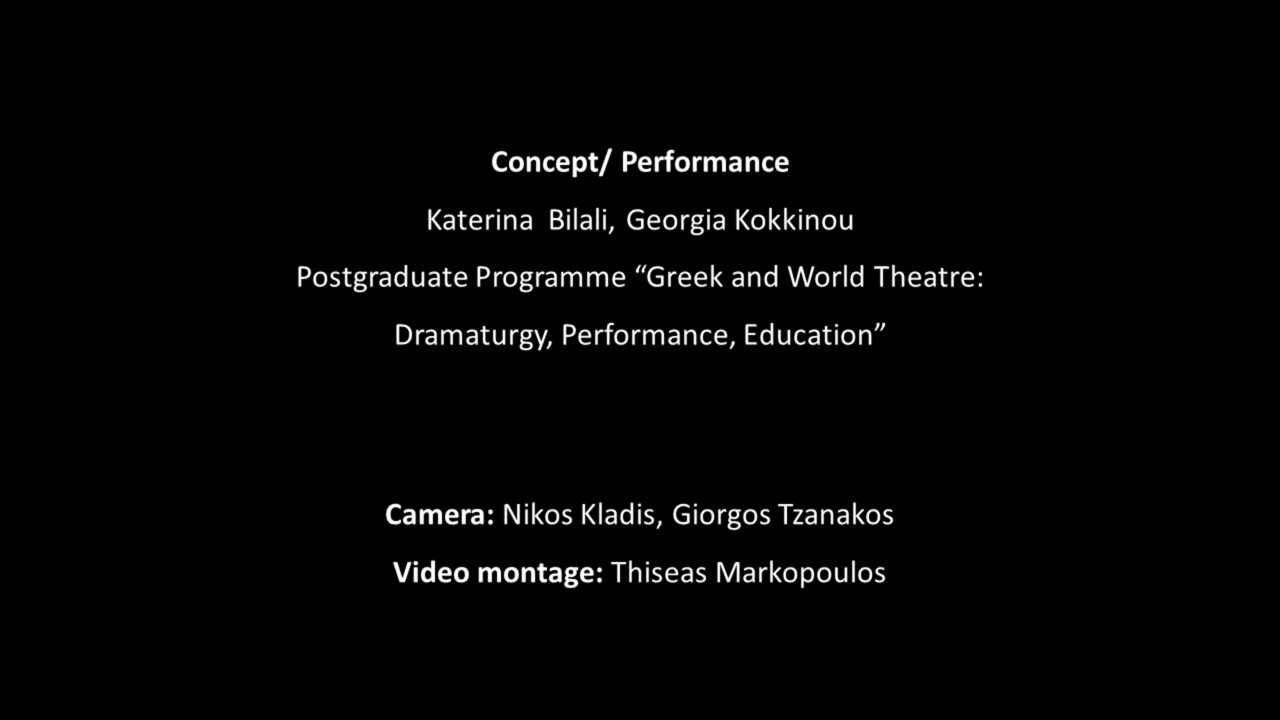 Concept/ Performance
Katerina  Bilali, Georgia Kokkinou
Postgraduate Programme “Greek and World Theatre:
Dramaturgy, Performance, Education”
Camera: Nikos Kladis, Giorgos Tzanakos
Video montage: Thiseas Markopoulos